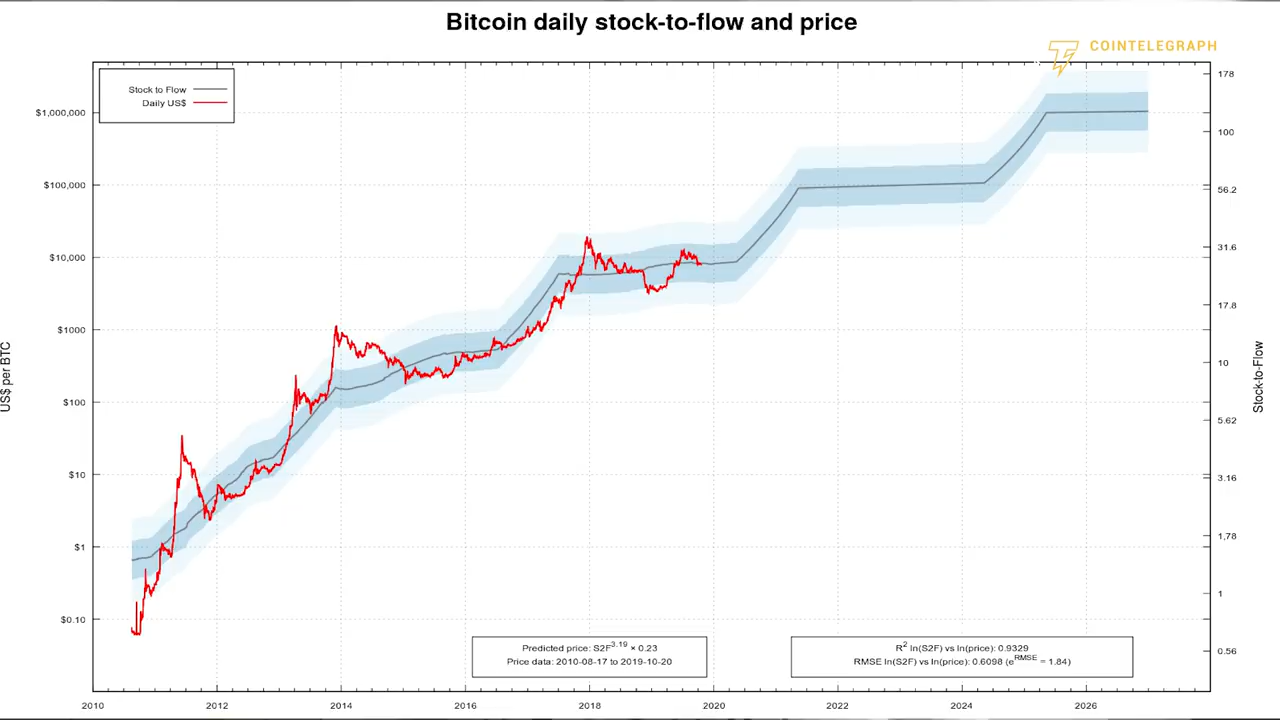 Bitcoin daily stock-to-flow and price
COINTELEGRAPH
Stock to Flow
Daily US$
$1,000,000
$100,000
$10,000
$1000
$100
$10
$1
$0.10
US$ per BTC
178
100
56.2
31.6
17.8
10
5.62
3.16
1.78
1
0.56
Stock-to-Flow
Predicted price: S2F^3.19 × 0.23
Price data: 2010-08-17 to 2019-10-20
R^2 ln(S2F) vs ln(price): 0.9329
RMSE ln(S2F) vs ln(price): 0.6098 (e^RMSE = 1.84)
2010 2012 2014 2016 2018 2020 2022 2024 2026